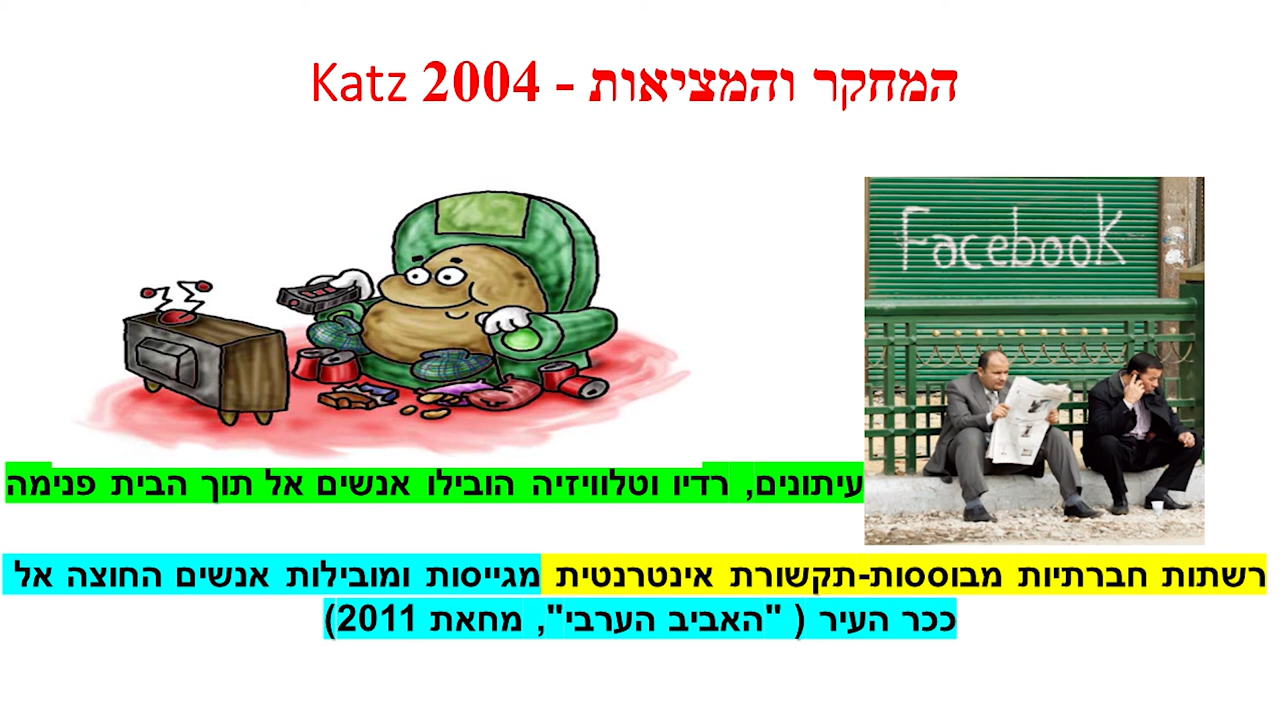 המחקר והמציאות - Katz 2004
Facebook
עיתונים, רדיו וטלוויזיה הובילו אנשים אל תוך הבית פנימה
רשתות חברתיות מבוססות-תקשורת אינטרנטית מגייסות ומובילות אנשים החוצה אל
ככר העיר ( "האביב הערבי", מחאת 2011)